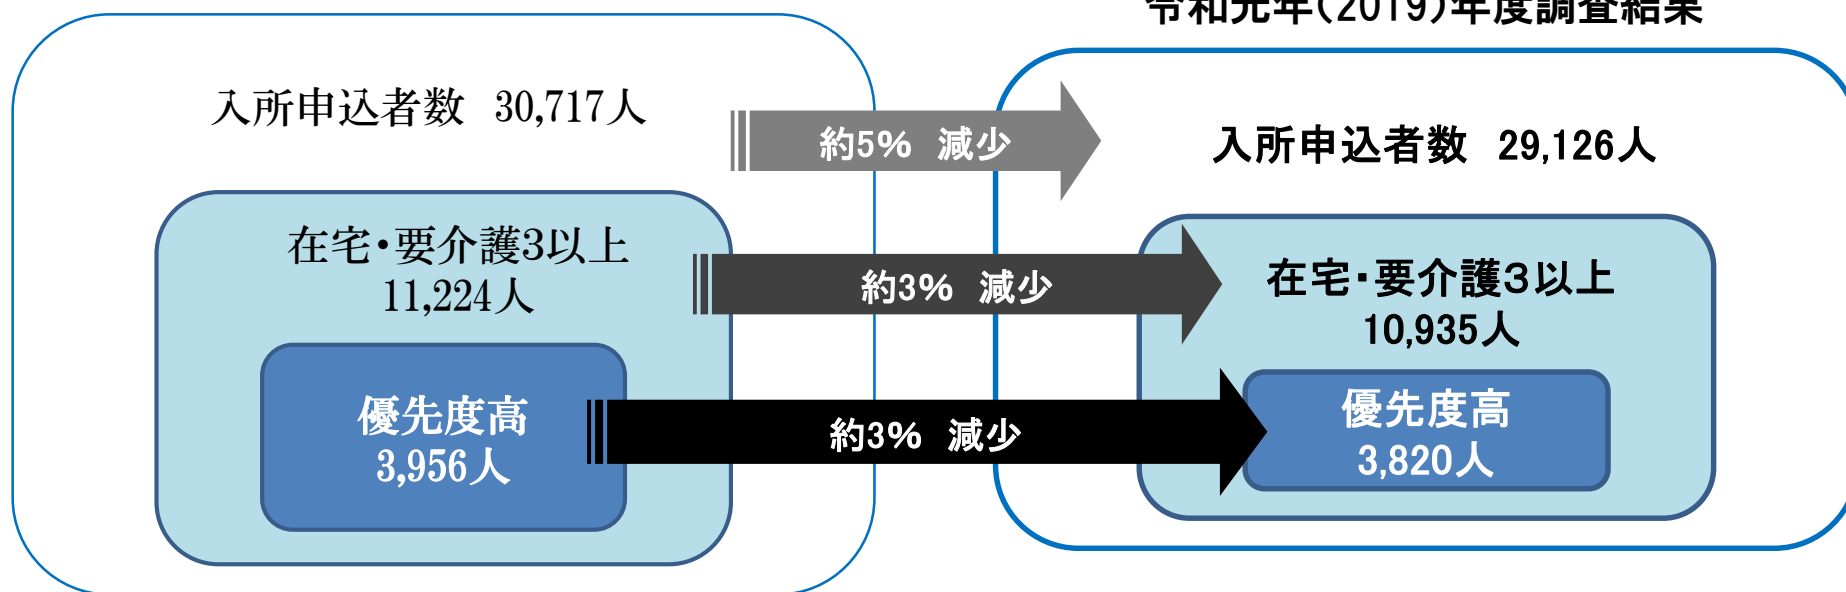 令和元年(2019)年度調査結果
入所申込者数 30,717人
約5% 減少
入所申込者数 29,126人
在宅・要介護3以上
11,224人
約3% 減少
在宅・要介護３以上
10,935人
優先度高
3,956人
約3% 減少
優先度高
3,820人